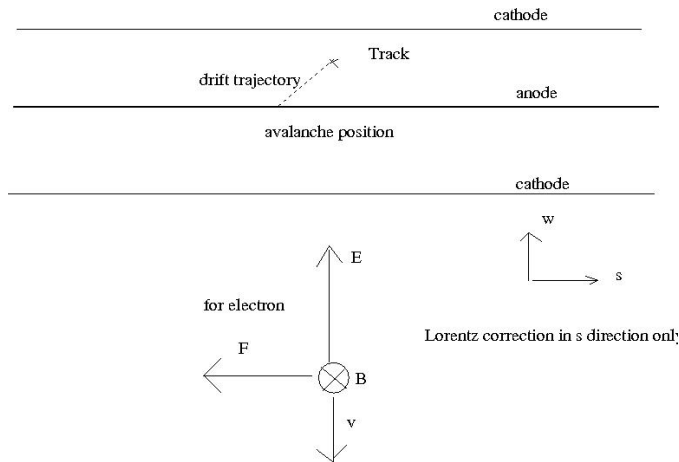 cathode
Track
drift trajectory
anode
avalanche position
cathode
w
E
s
for electron
Lorentz correction in s direction only
F
B
v